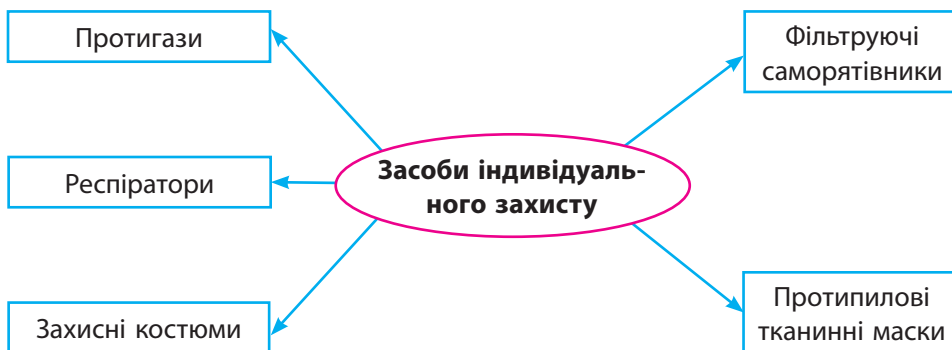 Протигази
Фільтруючі
саморятівники
Респіратори
Засоби індивідуаль-
ного захисту
Захисні костюми
Протипилові
тканинні маски